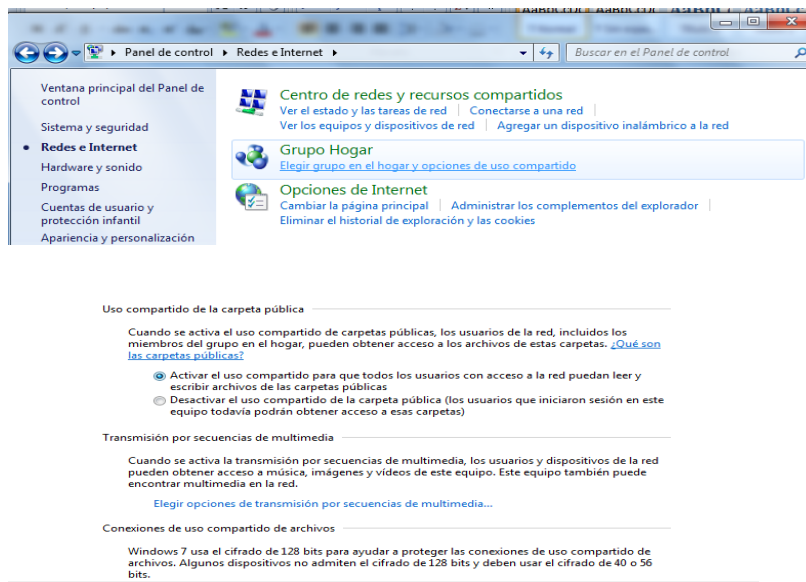 Panel de control ▸ Redes e Internet ▸
Buscar en el Panel de control
Ventana principal del Panel de
control
Sistema y seguridad
Redes e Internet
Hardware y sonido
Programas
Cuentas de usuario y
protección infantil
Apariencia y personalización
Centro de redes y recursos compartidos
Ver el estado y las tareas de red | Conectarse a una red |
Ver los equipos y dispositivos de red | Agregar un dispositivo inalámbrico a la red
Grupo Hogar
Elegir grupo en el hogar y opciones de uso compartido
Opciones de Internet
Cambiar la página principal | Administrar los complementos del explorador |
Eliminar el historial de exploración y las cookies
Uso compartido de la carpeta pública
Cuando se activa el uso compartido de carpetas públicas, los usuarios de la red, incluidos los
miembros del grupo en el hogar, pueden obtener acceso a los archivos de estas carpetas. ¿Qué son
las carpetas públicas?
Activar el uso compartido para que todos los usuarios con acceso a la red puedan leer y
escribir archivos de las carpetas públicas
Desactivar el uso compartido de la carpeta pública (los usuarios que iniciaron sesión en este
equipo todavía podrán obtener acceso a esas carpetas)
Transmisión por secuencias de multimedia
Cuando se activa la transmisión por secuencias de multimedia, los usuarios y dispositivos de la red
pueden obtener acceso a música, imágenes y vídeos de este equipo. Este equipo también puede
encontrar multimedia en la red.
Elegir opciones de transmisión por secuencias de multimedia...
Conexiones de uso compartido de archivos
Windows 7 usa el cifrado de 128 bits para ayudar a proteger las conexiones de uso compartido de
archivos. Algunos dispositivos no admiten el cifrado de 128 bits y deben usar el cifrado de 40 o 56
bits.